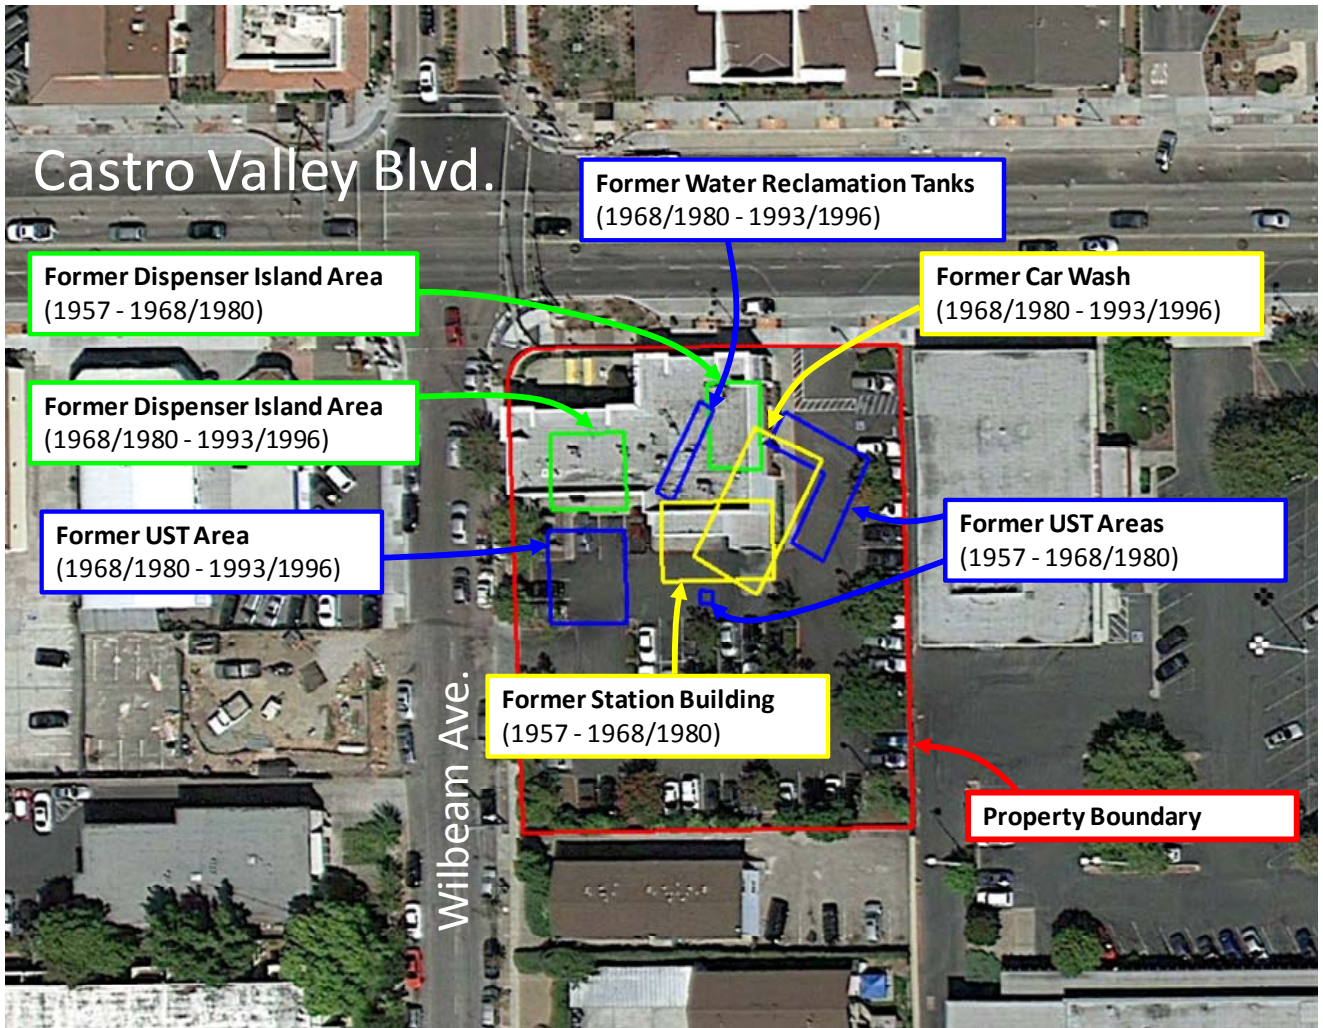 Castro Valley Blvd.
Former Water Reclamation Tanks
(1968/1980 - 1993/1996)
Former Dispenser Island Area
(1957 - 1968/1980)
Former Car Wash
(1968/1980 - 1993/1996)
Former Dispenser Island Area
(1968/1980 - 1993/1996)
Former UST Area
(1968/1980 - 1993/1996)
Former UST Areas
(1957 - 1968/1980)
Former Station Building
(1957 - 1968/1980)
Wilbeam Ave.
Property Boundary